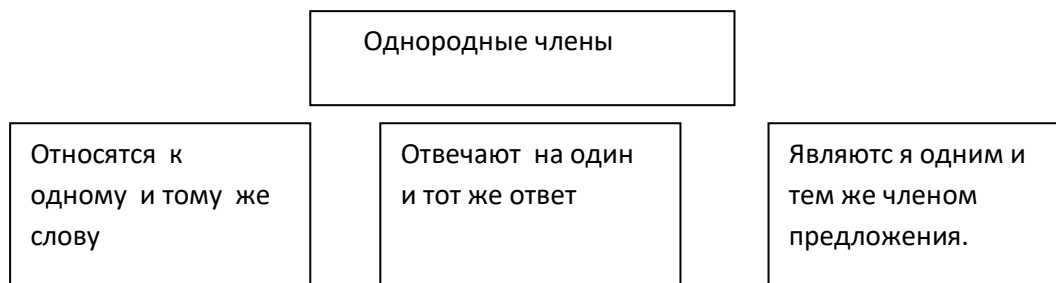 Однородные члены
Относятся к
одному и тому же
слову
Отвечают на один
и тот же ответ
Являютс я одним и
тем же членом
предложения.